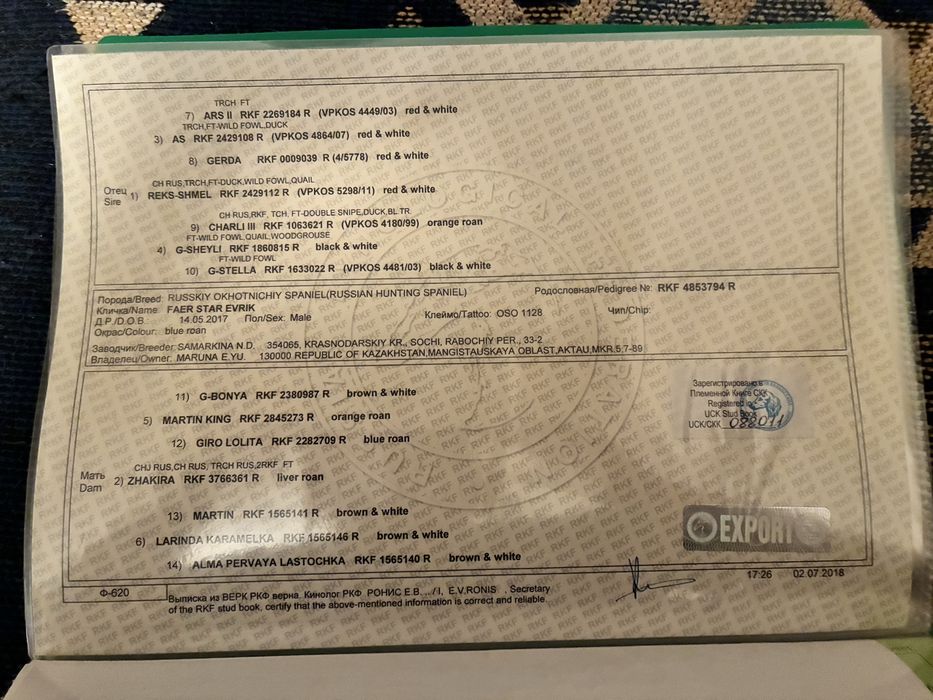 TRCH FT
7) ARS II RKF 2269184 R (VPKOS 4449/03) red & white
TRCH,FT-WILD FOWL,DUCK
3) AS RKF 2429108 R (VPKOS 4864/07) red & white
8) GERDA RKF 0009039 R (4/5778) red & white
CH RUS,TRCH,FT-DUCK,WILD FOWL,QUAIL
Отец
Sire
1) REKS-SHMEL RKF 2429112 R (VPKOS 5298/11) red & white
CH RUS,RKF, TCH, FT-DOUBLE SNIPE,DUCK,BL.TR.
9) CHARLI III RKF 1063621 R (VPKOS 4180/99) orange roan
FT-WILD FOWL,QUAIL,WOODGROUSE
4) G-SHEYLI RKF 1860815 R black & white
FT-WILD FOWL
10) G-STELLA RKF 1633022 R (VPKOS 4481/03) black & white
Порода/Breed: RUSSKIY OKHOTNICHIY SPANIEL(RUSSIAN HUNTING SPANIEL) Родословная/Pedigree №: RKF 4853794 R
Кличка/Name: FAER STAR EVRIK
Д.Р./D.O.B. 14.05.2017 Пол/Sex: Male Клеймо/Tattoo: OSO 1128 Чип/Chip:
Окрас/Colour: blue roan
Заводчик/Breeder: SAMARKINA N.D. 354065, KRASNODARSKIY KR., SOCHI, RABOCHIY PER., 33-2
Владелец/Owner: MARUNA E.YU. 130000 REPUBLIC OF KAZAKHSTAN,MANGISTAUSKAYA OBLAST,AKTAU,MKR.5,7-89
11) G-BONYA RKF 2380987 R brown & white
5) MARTIN KING RKF 2845273 R orange roan
12) GIRO LOLITA RKF 2282709 R blue roan
CHJ RUS,CH RUS, TRCH RUS,2RKF FT
Мать
Dam
2) ZHAKIRA RKF 3766361 R liver roan
13) MARTIN RKF 1565141 R brown & white
6) LARINDA KARAMELKA RKF 1565146 R brown & white
14) ALMA PERVAYA LASTOCHKA RKF 1565140 R brown & white
Зарегистрировано в
Племенной Книге СКК
Registered in
UCK Stud Book
UCK/СКК 088011
EXPORT
17:26 02.07.2018
Ф-620
Выписка из ВЕРК РКФ верна. Кинолог РКФ РОНИС Е.В. ../ I, E.V.RONIS , Secretary
of the RKF stud book, certify that the above-mentioned information is correct and reliable.